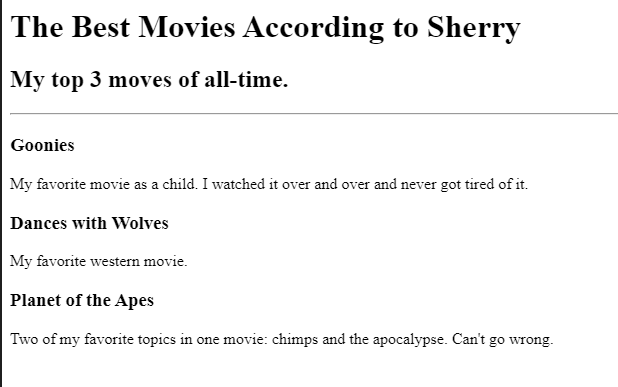 The Best Movies According to Sherry
My top 3 moves of all-time.
Goonies
My favorite movie as a child. I watched it over and over and never got tired of it.
Dances with Wolves
My favorite western movie.
Planet of the Apes
Two of my favorite topics in one movie: chimps and the apocalypse. Can't go wrong.